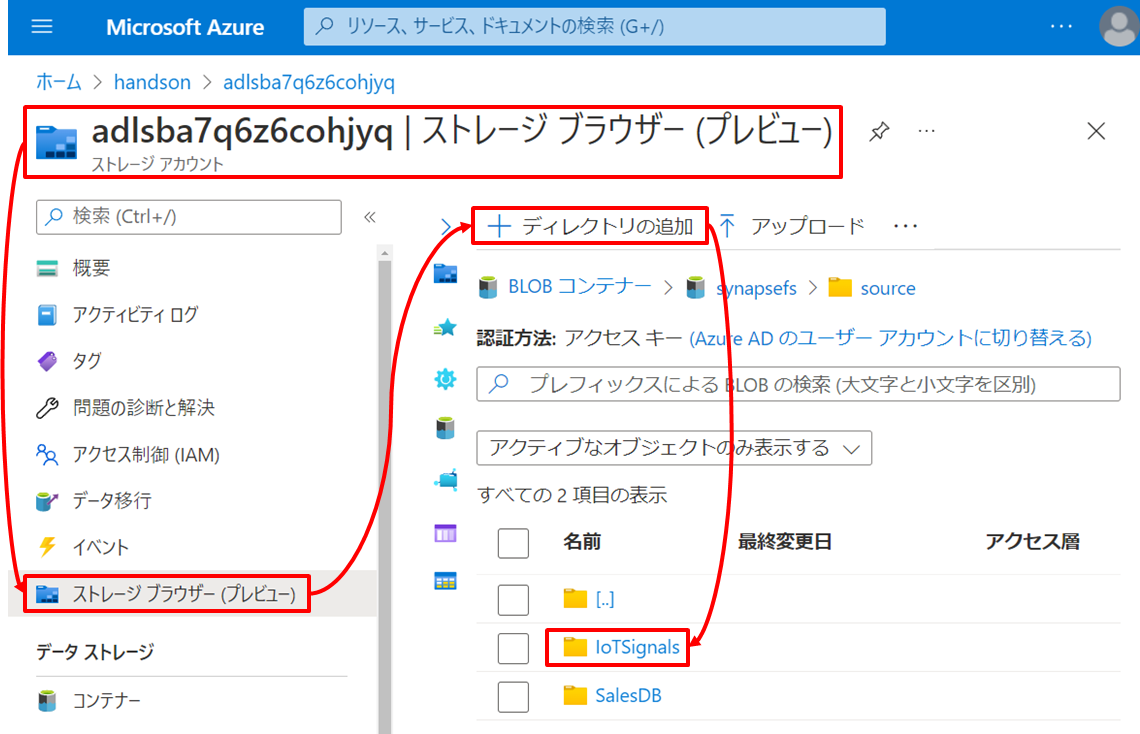 Microsoft Azure
リソース、サービス、ドキュメントの検索 (G+/)
ホーム > handson > adlsba7q6z6cohjyq
adlsba7q6z6cohjyq | ストレージ ブラウザー (プレビュー)
ストレージ アカウント
検索 (Ctrl+/)
概要
アクティビティ ログ
タグ
問題の診断と解決
アクセス制御 (IAM)
データ移行
イベント
ストレージ ブラウザー (プレビュー)
データ ストレージ
コンテナー
ディレクトリの追加 アップロード
BLOB コンテナー > synapsefs > source
認証方法: アクセス キー (Azure AD のユーザー アカウントに切り替える)
プレフィックスによる BLOB の検索 (大文字と小文字を区別)
アクティブなオブジェクトのみ表示する
すべての 2 項目の表示
名前 最終変更日 アクセス層
[..]
IoTSignals
SalesDB